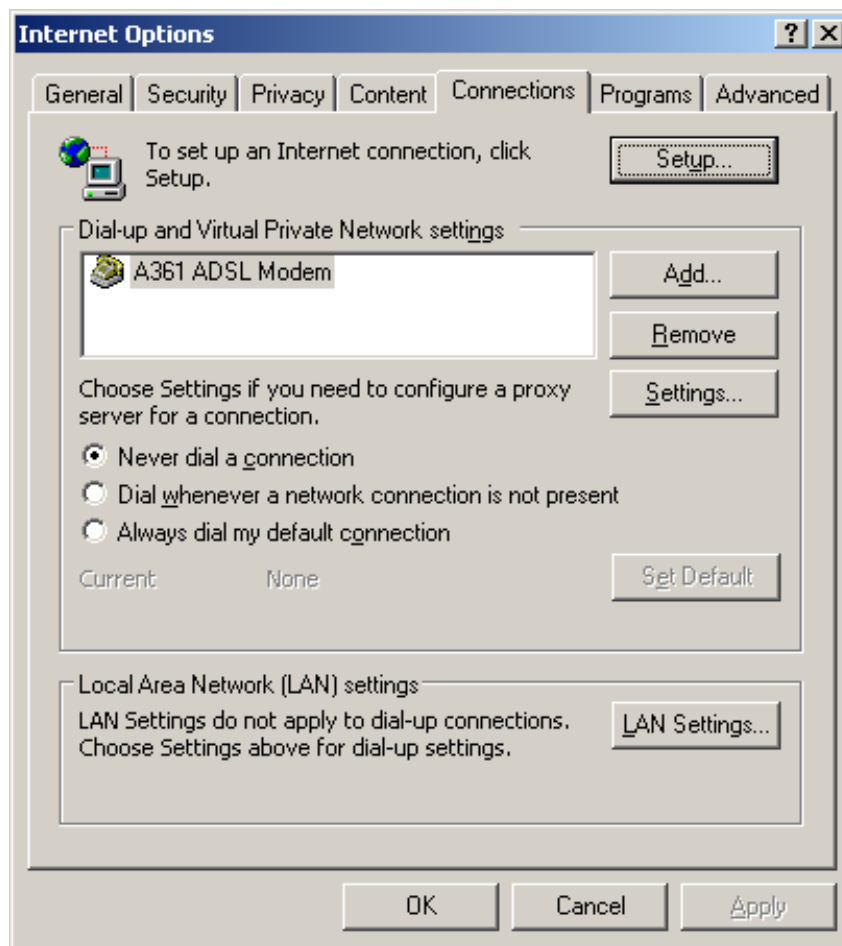 Internet Options
General Security Privacy Content Connections Programs Advanced
To set up an Internet connection, click
Setup.
Setup...
Dial-up and Virtual Private Network settings
A361 ADSL Modem
Add...
Remove
Choose Settings if you need to configure a proxy
server for a connection.
Settings...
Never dial a connection
Dial whenever a network connection is not present
Always dial my default connection
Current None
Set Default
Local Area Network (LAN) settings
LAN Settings do not apply to dial-up connections.
Choose Settings above for dial-up settings.
LAN Settings...
OK Cancel Apply